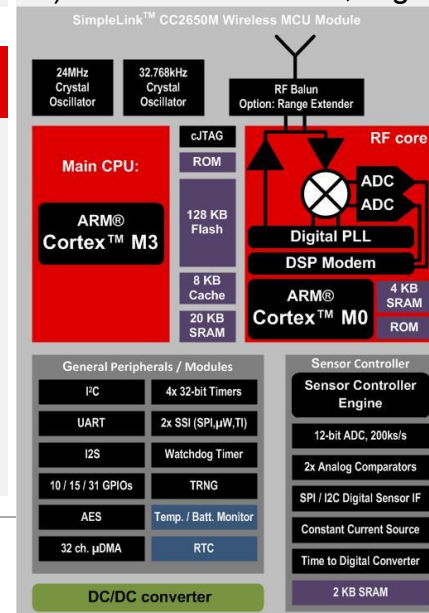 SimpleLink™ CC2650M Wireless MCU Module
24MHz
Crystal
Oscillator
32.768kHz
Crystal
Oscillator
RF Balun
Option: Range Extender
Main CPU:
ARM®
Cortex™ M3
cJTAG
ROM
128 KB
Flash
8 KB
Cache
20 KB
SRAM
RF core
ADC
ADC
Digital PLL
DSP Modem
ARM®
Cortex™ M0
4 KB
SRAM
ROM
General Peripherals / Modules
I²C
4x 32-bit Timers
UART
2x SSI (SPI,µW,TI)
I2S
Watchdog Timer
10 / 15 / 31 GPIOs
TRNG
AES
Temp. / Batt. Monitor
32 ch. µDMA
RTC
DC/DC converter
Sensor Controller
Sensor Controller
Engine
12-bit ADC, 200ks/s
2x Analog Comparators
SPI / I2C Digital Sensor IF
Constant Current Source
Time to Digital Converter
2 KB SRAM